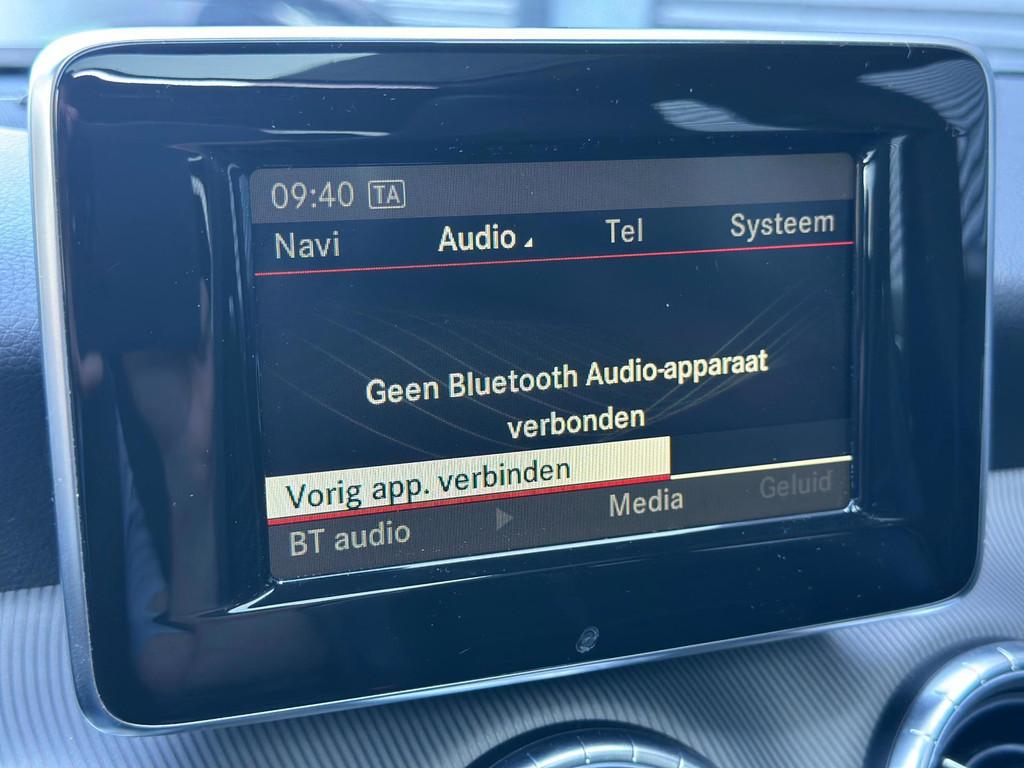 09:40 TA
Navi Audio Tel Systeem
Geen Bluetooth Audio-apparaat
verbonden
Vorig app. verbinden
BT audio Media Geluid